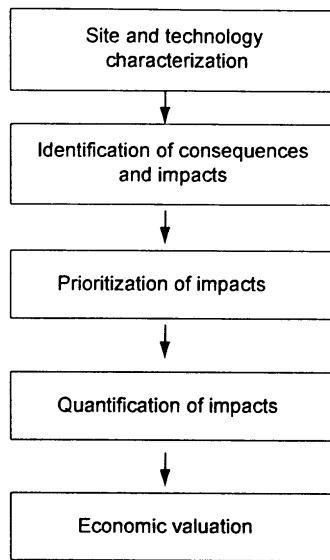 Site and technology
characterization
Identification of consequences
and impacts
Prioritization of impacts
Quantification of impacts
Economic valuation